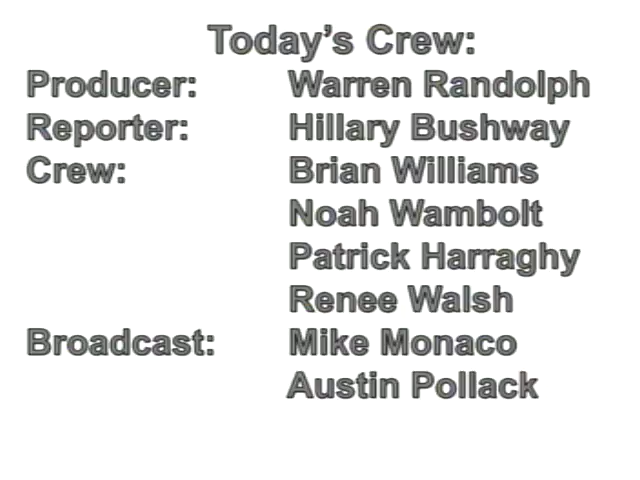 Today's Crew:
Producer: Warren Randolph
Reporter: Hillary Bushway
Crew: Brian Williams
Noah Wambolt
Patrick Harraghy
Renee Walsh
Broadcast: Mike Monaco
Austin Pollack